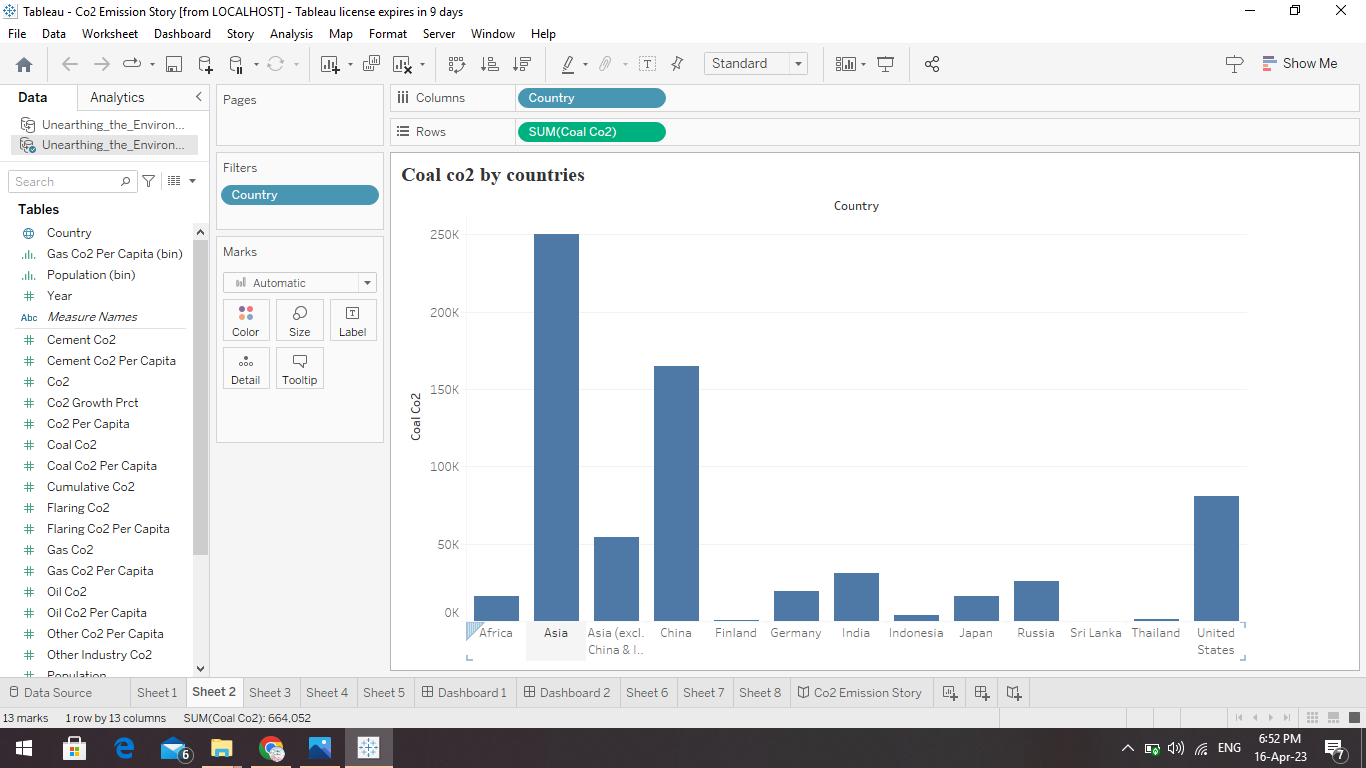 Tableau - Co2 Emission Story [from LOCALHOST] - Tableau license expires in 9 days
File Data Worksheet Dashboard Story Analysis Map Format Server Window Help
Standard
Show Me
Data Analytics
Unearthing_the_Environ...
Unearthing_the_Environ...
Search
Tables
Country
Gas Co2 Per Capita (bin)
Population (bin)
Year
Abc Measure Names
Cement Co2
Cement Co2 Per Capita
Co2
Co2 Growth Prct
Co2 Per Capita
Coal Co2
Coal Co2 Per Capita
Cumulative Co2
Flaring Co2
Flaring Co2 Per Capita
Gas Co2
Gas Co2 Per Capita
Oil Co2
Oil Co2 Per Capita
Other Co2 Per Capita
Other Industry Co2
Population
Pages
Filters
Country
Marks
Automatic
Color Size Label
Detail Tooltip
Columns Country
Rows SUM(Coal Co2)
Coal co2 by countries
Country
250K
200K
150K
100K
50K
0K
Coal Co2
Africa Asia Asia (excl. China Finland Germany India Indonesia Japan Russia Sri Lanka Thailand United
China & I.. States
Data Source Sheet 1 Sheet 2 Sheet 3 Sheet 4 Sheet 5 Dashboard 1 Dashboard 2 Sheet 6 Sheet 7 Sheet 8 Co2 Emission Story
13 marks 1 row by 13 columns SUM(Coal Co2): 664,052
6
ENG
6:52 PM
16-Apr-23
7